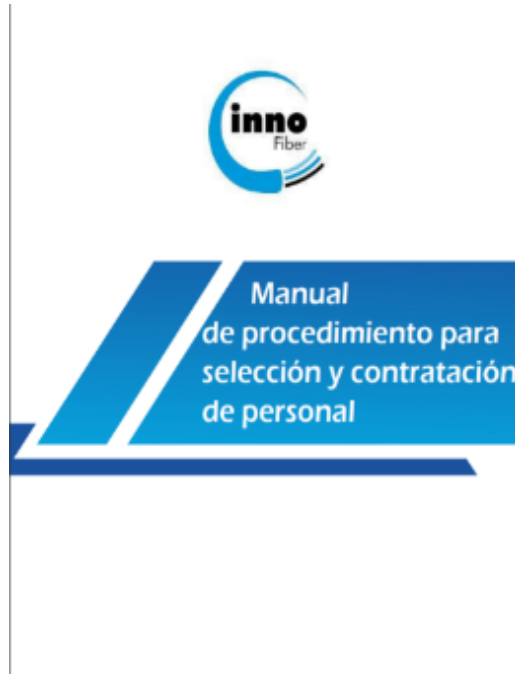 inno
Fiber
Manual
de procedimiento para
selección y contratación
de personal